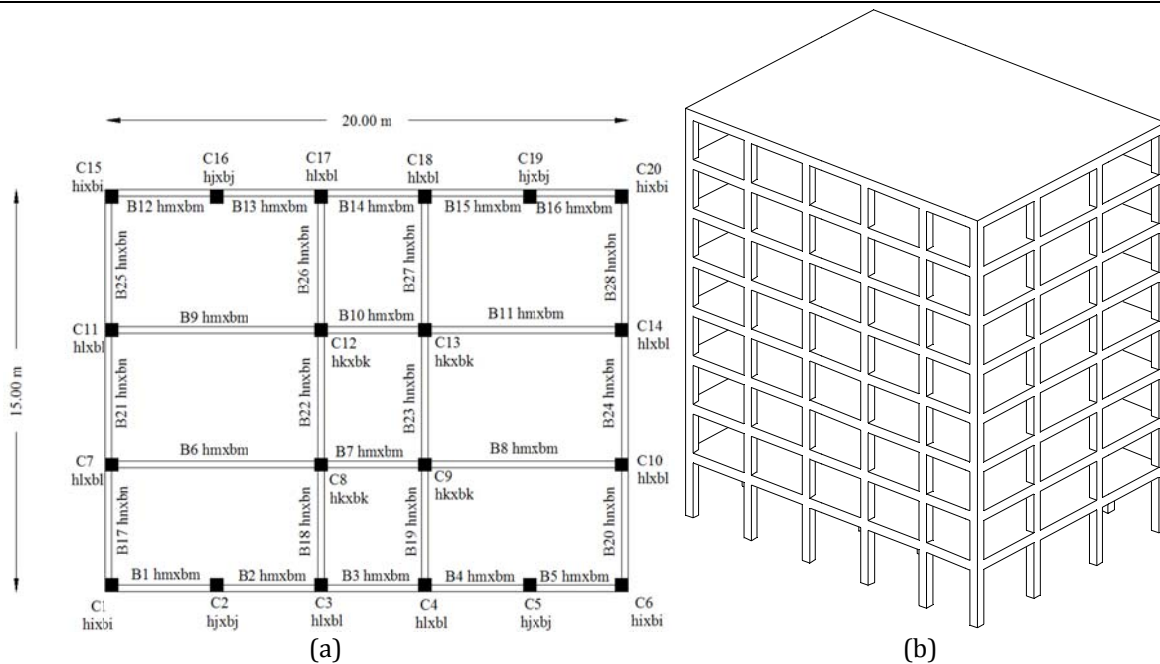 20.00 m
C15
hixbi
C16
hjxbj
C17
hlxbl
C18
hlxbl
C19
hjxbj
C20
hixbi
B12 hmxbm
B13 hmxbm
B14 hmxbm
B15 hmxbm
B16 hmxbm
15.00 m
B25 hnxbn
B26 hnxbn
B27 hnxbn
B28 hnxbn
B9 hmxbm
B10 hmxbm
B11 hmxbm
C11
hlxbl
C12
hkxbk
C13
hkxbk
C14
hlxbl
B21 hnxbn
B22 hnxbn
B23 hnxbn
B24 hnxbn
B6 hmxbm
B7 hmxbm
B8 hmxbm
C7
hlxbl
C8
hkxbk
C9
hkxbk
C10
hlxbl
B17 hnxbn
B18 hnxbn
B19 hnxbn
B20 hnxbn
B1 hmxbm
B2 hmxbm
B3 hmxbm
B4 hmxbm
B5 hmxbm
C1
hixbi
C2
hjxbj
C3
hlxbl
C4
hlxbl
C5
hjxbj
C6
hixbi
(a)
(b)